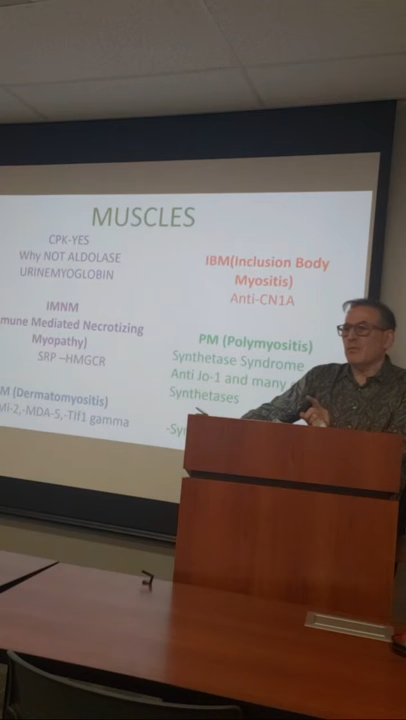 MUSCLES
CPK-YES
Why NOT ALDOLASE
URINEMYOGLOBIN
IMNM
mune Mediated Necrotizing
Myopathy)
SRP –HMGCR
M (Dermatomyositis)
MI-2,-MDA-5,-TIf1 gamma
IBM(Inclusion Body
Myositis)
Anti-CN1A
PM (Polymyositis)
Synthetase Syndrome
Anti Jo-1 and many
Synthetases